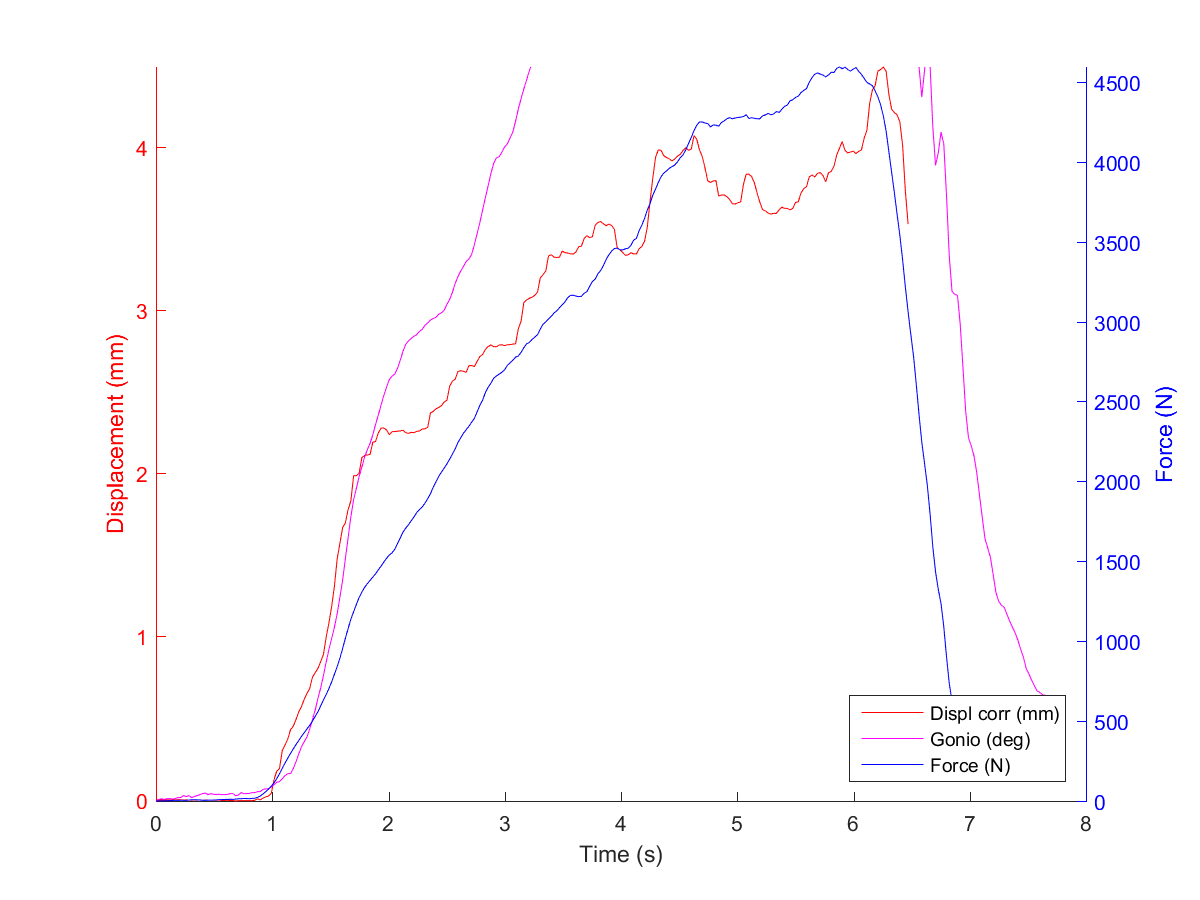 4
3
2
1
0
Displacement (mm)
4500
4000
3500
3000
2500
2000
1500
1000
500
0
Force (N)
Displ corr (mm)
Gonio (deg)
Force (N)
0 1 2 3 4 5 6 7 8
Time (s)